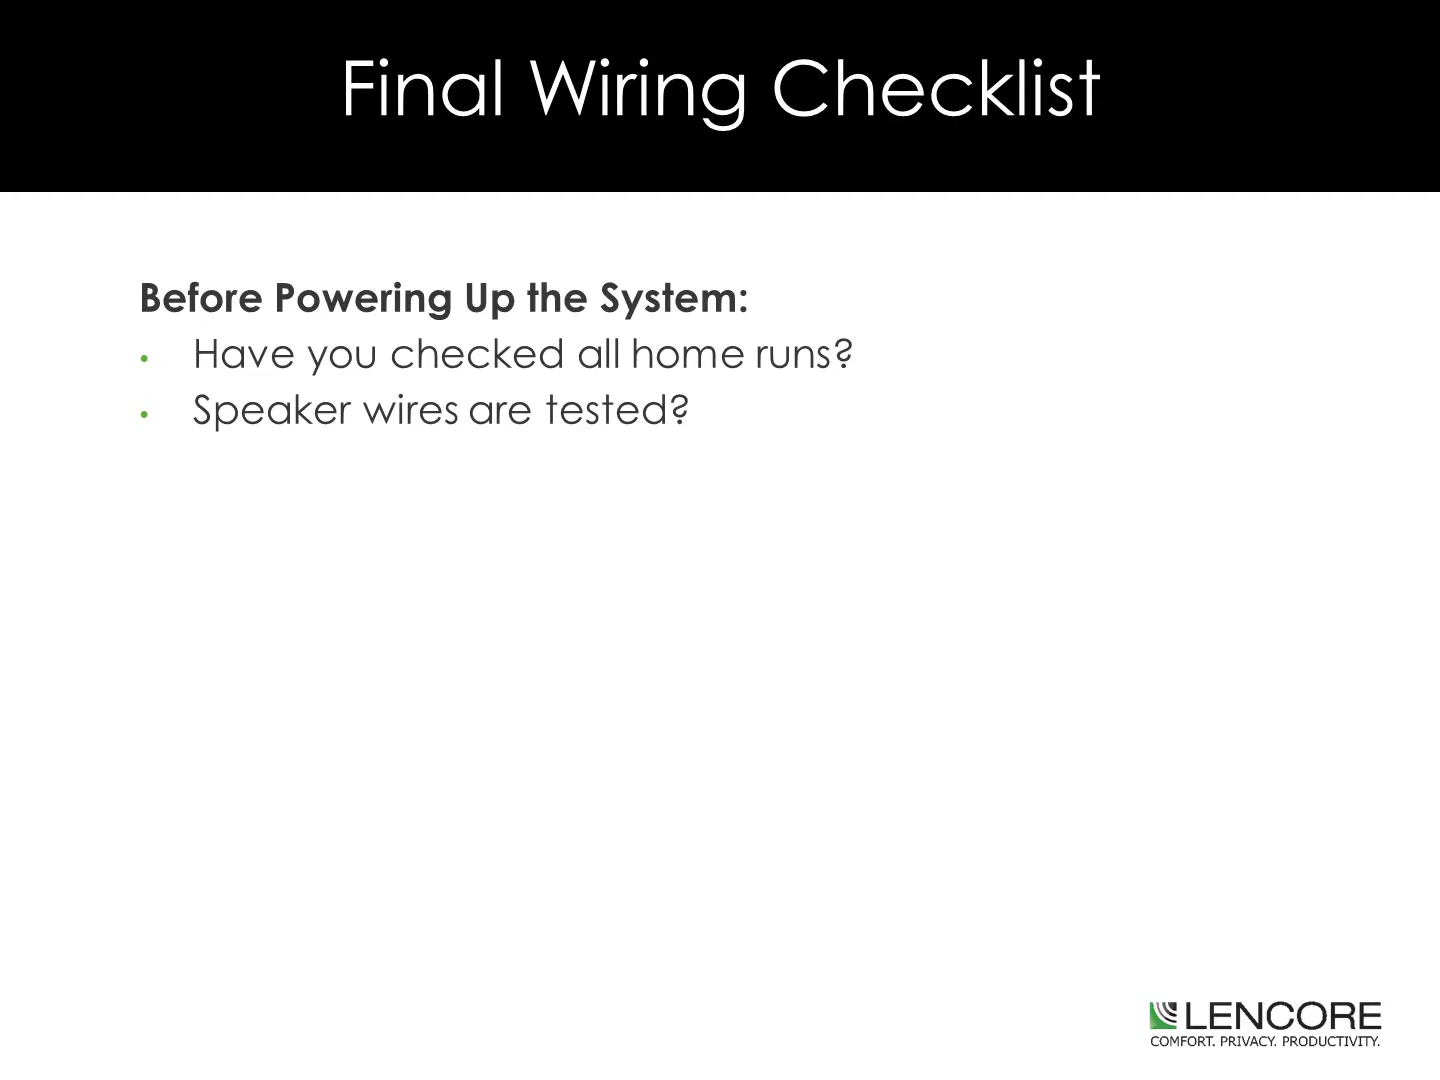 Final Wiring Checklist
Before Powering Up the System:
• Have you checked all home runs?
• Speaker wires are tested?
LENCORE
COMFORT. PRIVACY. PRODUCTIVITY.